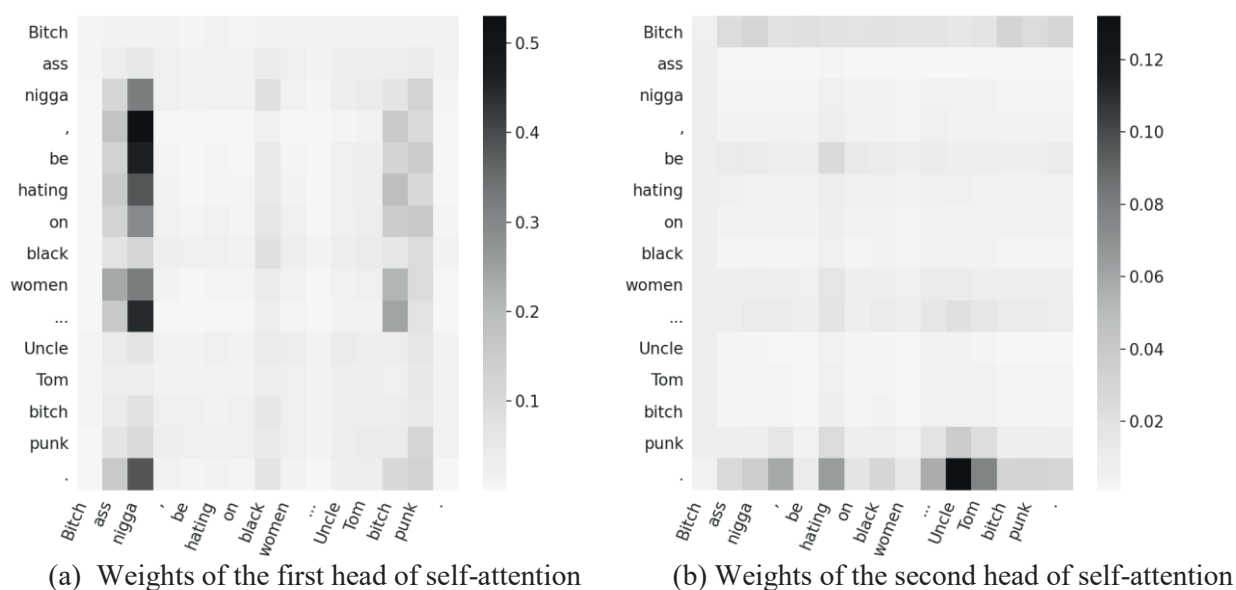 Bitch
ass
nigga
,
be
hating
on
black
women
...
Uncle
Tom
bitch
punk
.
Bitch
ass
nigga
,
be
hating
on
black
women
...
Uncle
Tom
bitch
punk
.
0.5
0.4
0.3
0.2
0.1
(a) Weights of the first head of self-attention
Bitch
ass
nigga
,
be
hating
on
black
women
...
Uncle
Tom
bitch
punk
.
Bitch
ass
nigga
,
be
hating
on
black
women
...
Uncle
Tom
bitch
punk
.
0.12
0.10
0.08
0.06
0.04
0.02
(b) Weights of the second head of self-attention